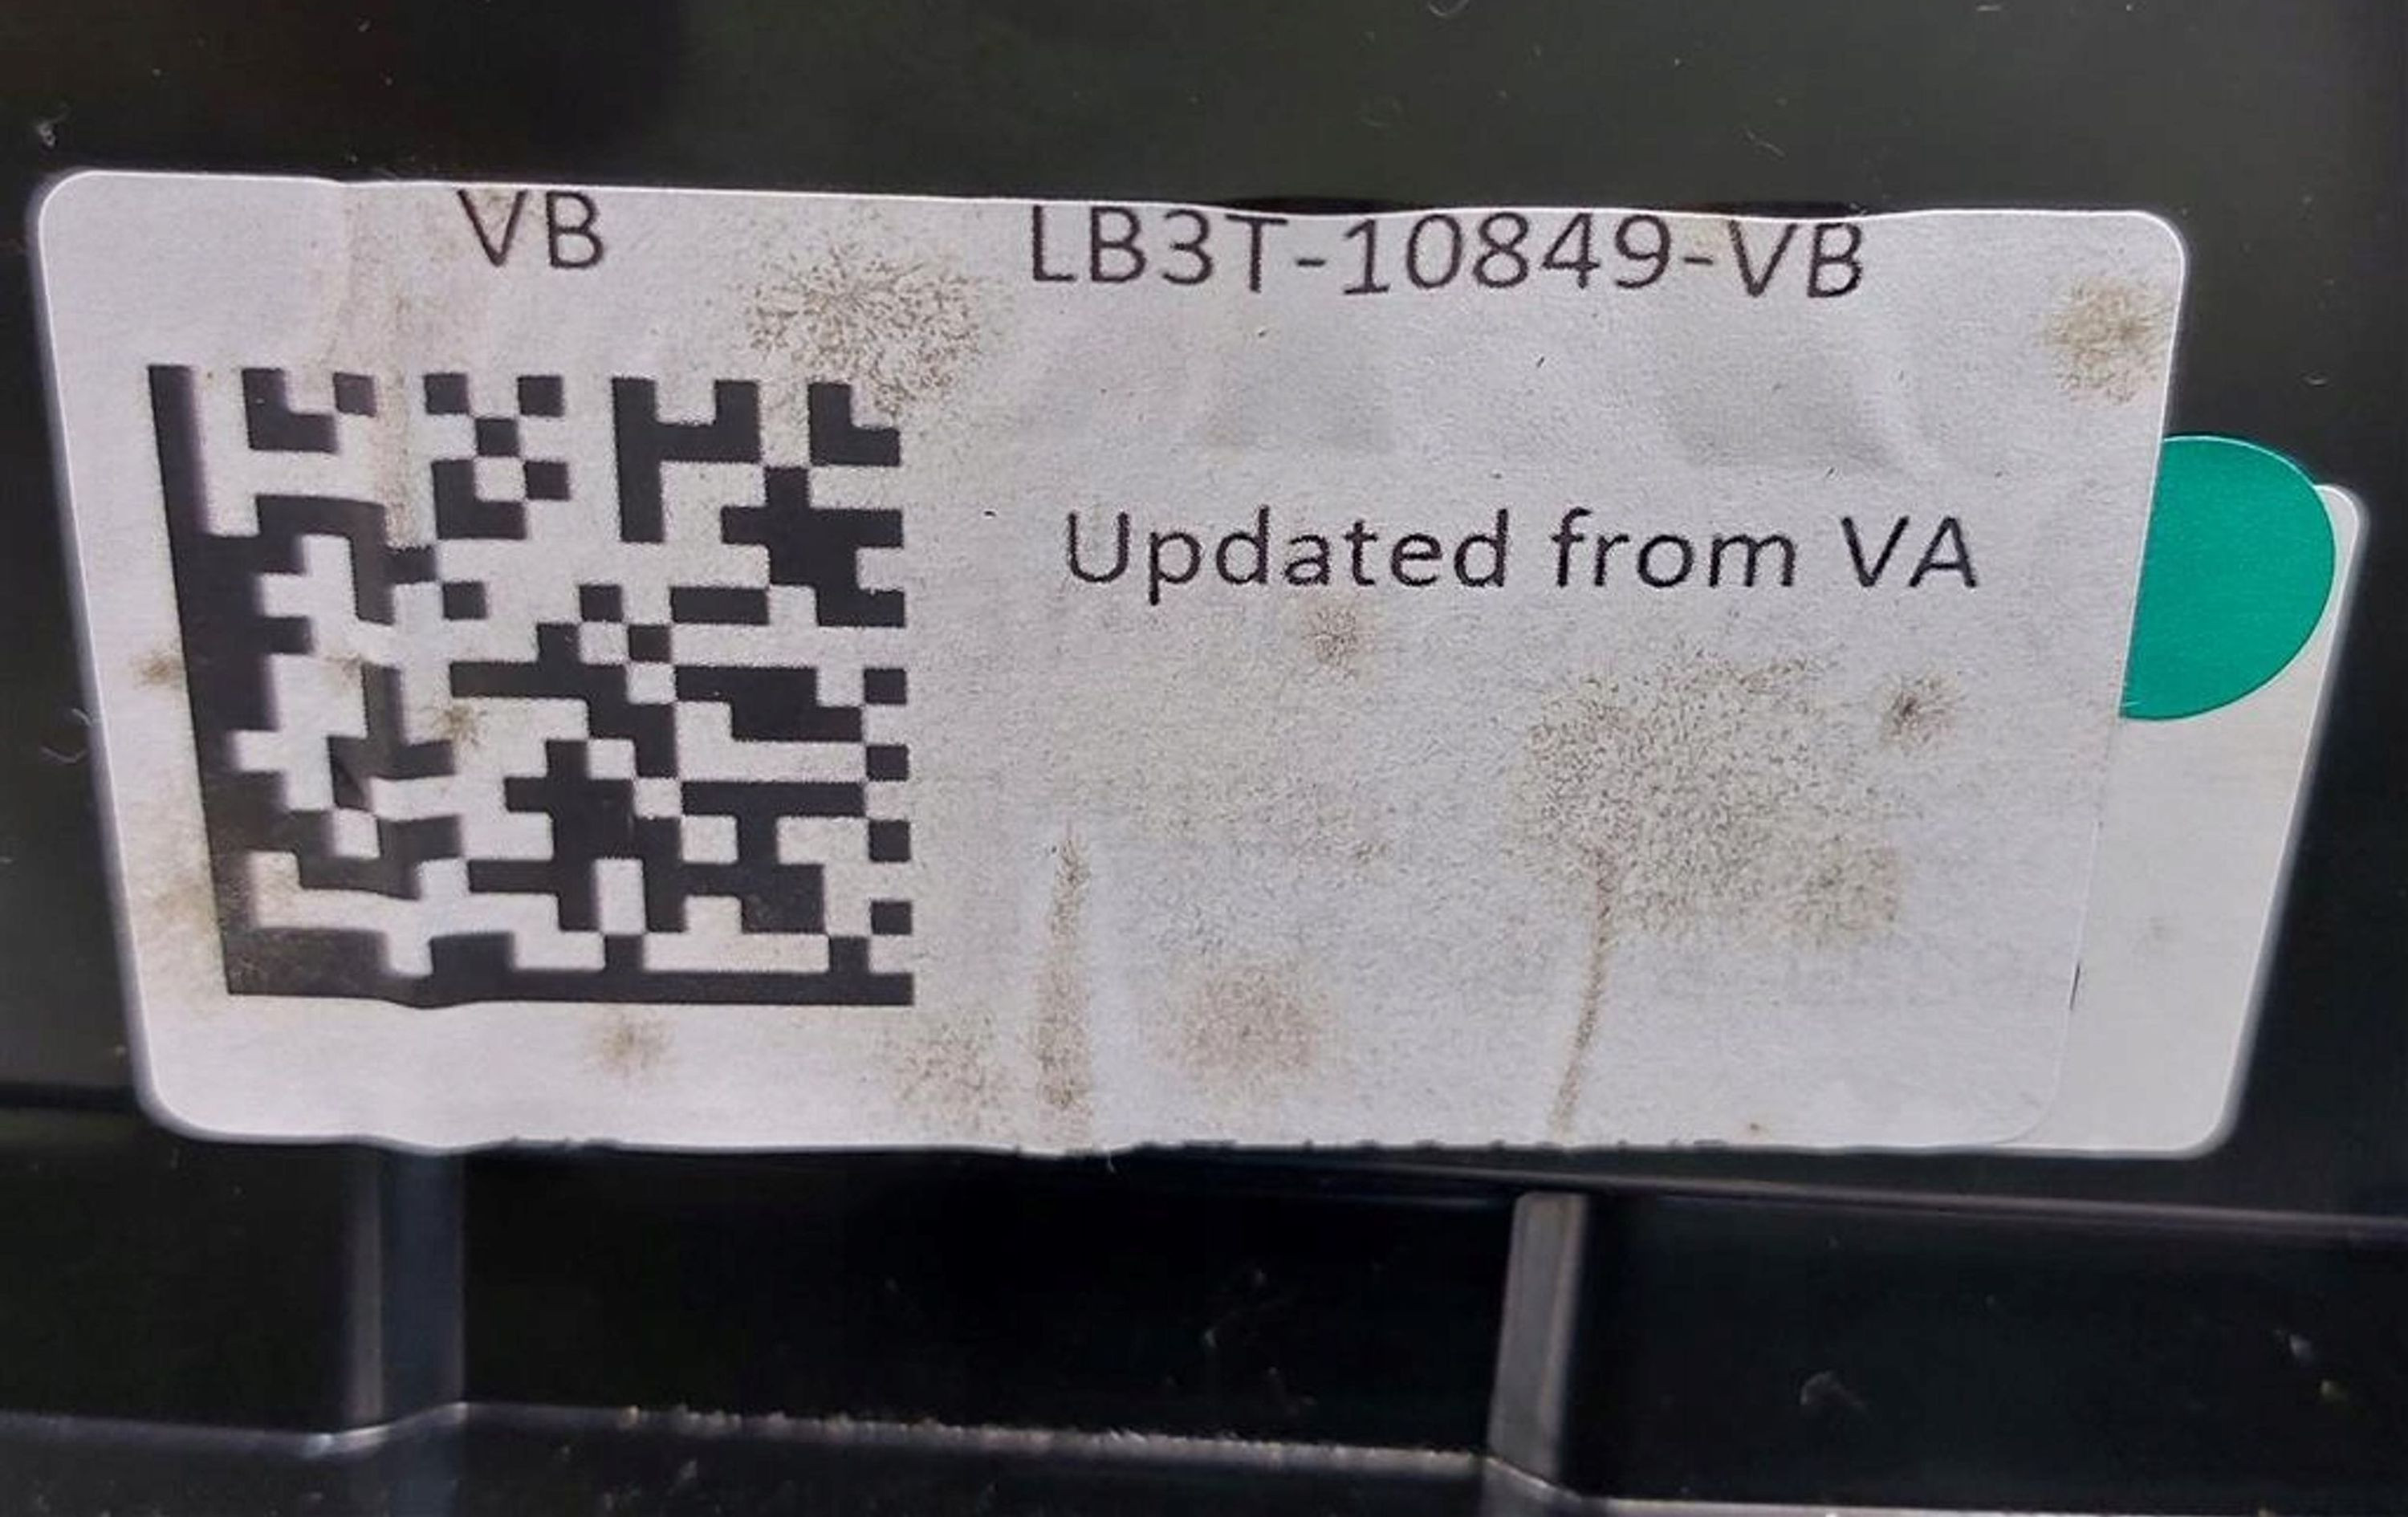 VB LB3T-10849-VB
Updated from VA